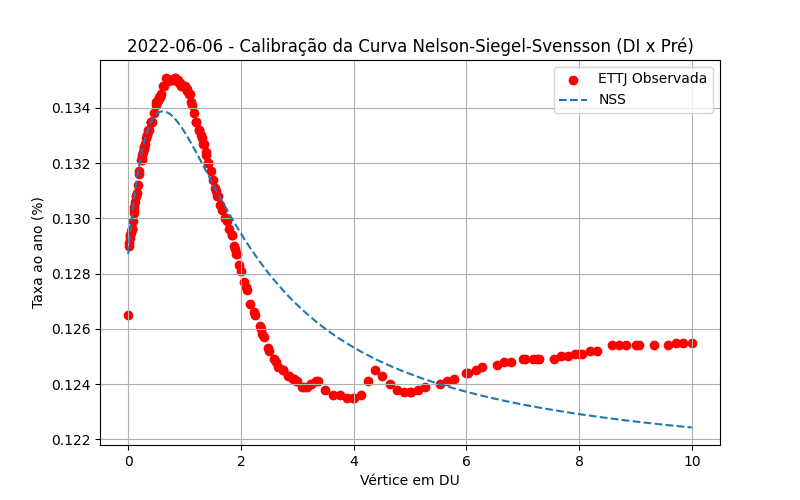 2022-06-06 - Calibração da Curva Nelson-Siegel-Svensson (DI x Pré)
ETTJ Observada
NSS
Taxa ao ano (%)
0.134
0.132
0.130
0.128
0.126
0.124
0.122
0 2 4 6 8 10
Vértice em DU